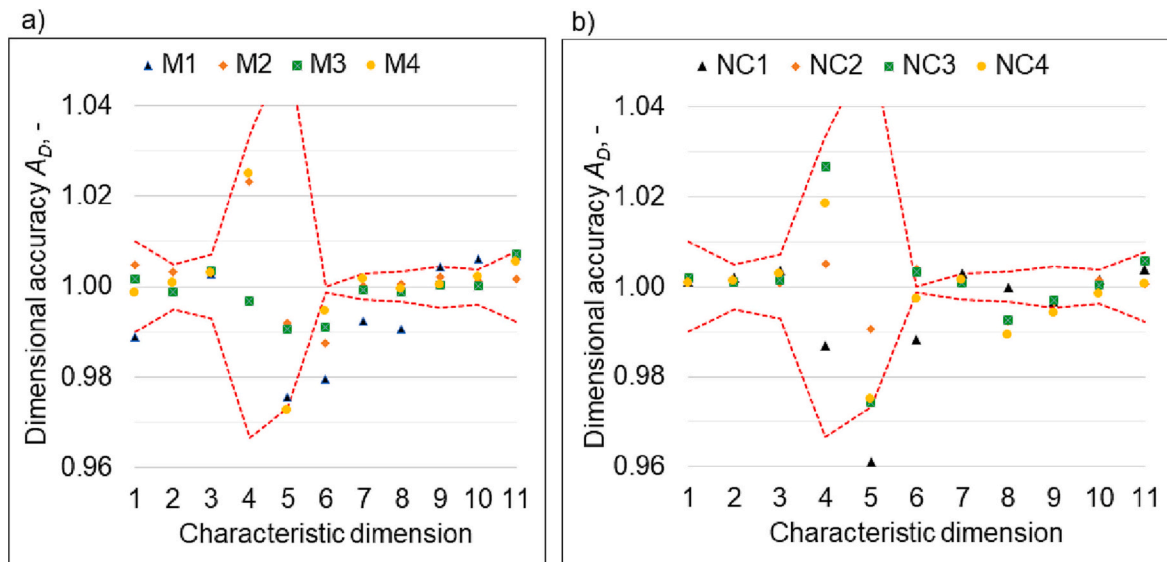 a)
M1 M2 M3 M4
1.04
1.02
1.00
0.98
0.96
Dimensional accuracy A_D, -
1 2 3 4 5 6 7 8 9 10 11
Characteristic dimension
b)
NC1 NC2 NC3 NC4
1.04
1.02
1.00
0.98
0.96
Dimensional accuracy A_D, -
1 2 3 4 5 6 7 8 9 10 11
Characteristic dimension